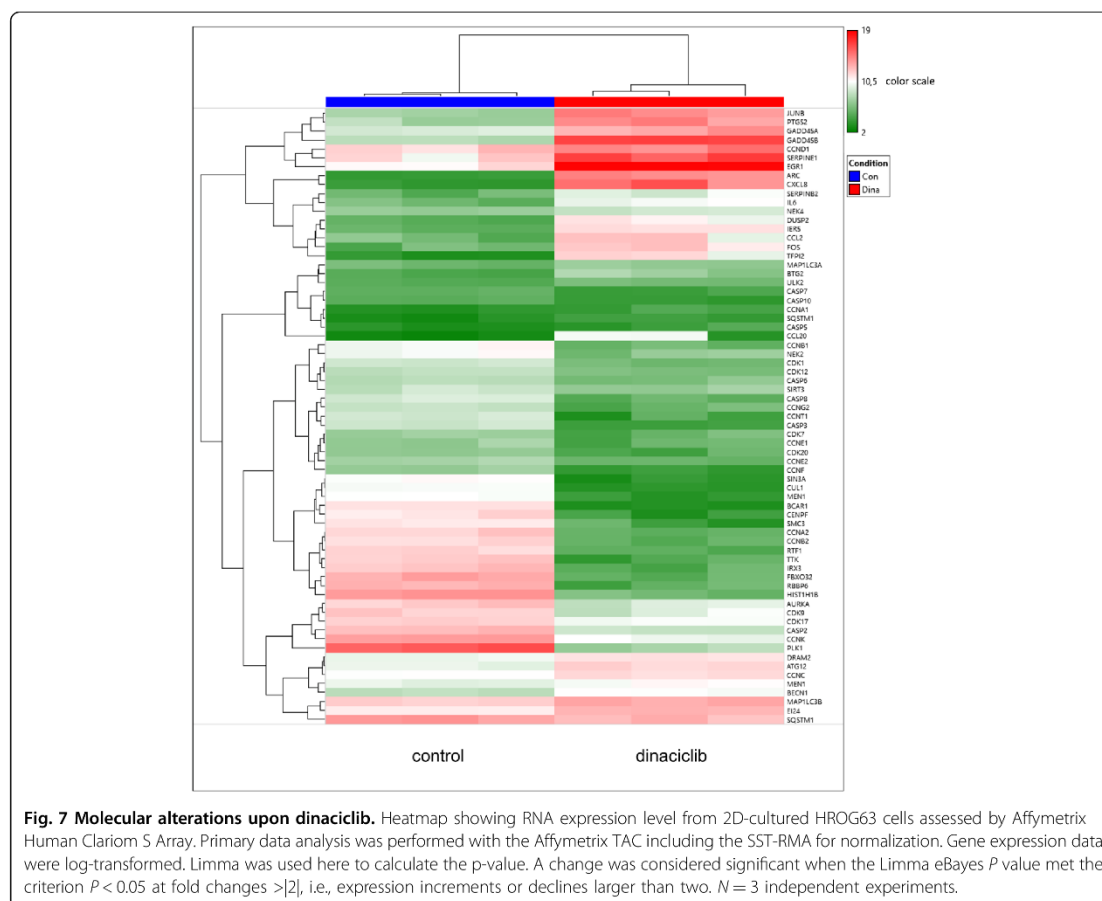 19
10,5 color scale
2
Condition
Con
Dina
JUNB
PTGS2
GADD45A
GADD45B
CCND1
SERPINE1
EGR1
ARC
CXCL8
SERPINB2
IL6
NEK4
DUSP2
IER5
CCL2
FOS
TFPI2
MAP1LC3A
BTG2
ULK2
CASP7
CASP10
CCNA1
SQSTM1
CASP5
CCL20
CCNB1
NEK2
CDK1
CDK12
CASP6
SIRT3
CASP8
CCNG2
CCNT1
CASP3
CDK7
CCNE1
CDK20
CCNE2
CCNF
SIN3A
CUL1
MEN1
BCAR1
CENPF
SMC3
CCNA2
CCNB2
RTF1
TTK
IRX3
FBXO32
RBBP6
HIST1H1B
AURKA
CDK9
CDK17
CASP2
CCNK
PLK1
DRAM2
ATG12
CCNC
MEN1
BECN1
MAP1LC3B
EI24
SQSTM1
control dinaciclib
Fig. 7 Molecular alterations upon dinaciclib. Heatmap showing RNA expression level from 2D-cultured HROG63 cells assessed by Affymetrix
Human Clariom S Array. Primary data analysis was performed with the Affymetrix TAC including the SST-RMA for normalization. Gene expression data
were log-transformed. Limma was used here to calculate the p-value. A change was considered significant when the Limma eBayes P value met the
criterion P < 0.05 at fold changes >|2|, i.e., expression increments or declines larger than two. N = 3 independent experiments.